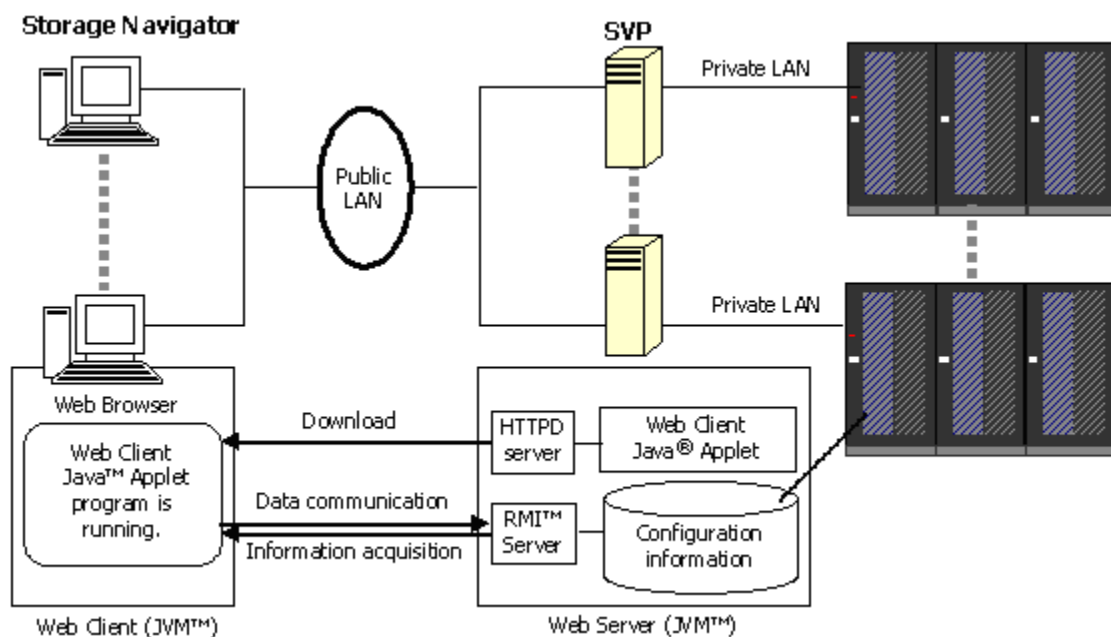 Storage Navigator
SVP
Private LAN
Public
LAN
Private LAN
Web Browser
Web Client
Java™ Applet
program is
running.
Download
Data communication
Information acquisition
HTTPD
server
Web Client
Java® Applet
RMI™
Server
Configuration
information
Web Client (JVM™)
Web Server (JVM™)